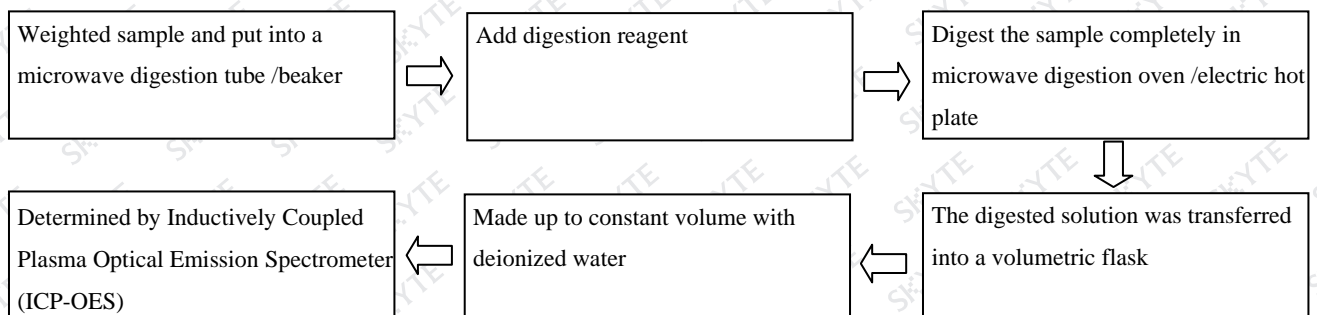 Weighted sample and put into a
microwave digestion tube /beaker
Add digestion reagent
Digest the sample completely in
microwave digestion oven /electric hot
plate
The digested solution was transferred
into a volumetric flask
Made up to constant volume with
deionized water
Determined by Inductively Coupled
Plasma Optical Emission Spectrometer
(ICP-OES)
SKYTE